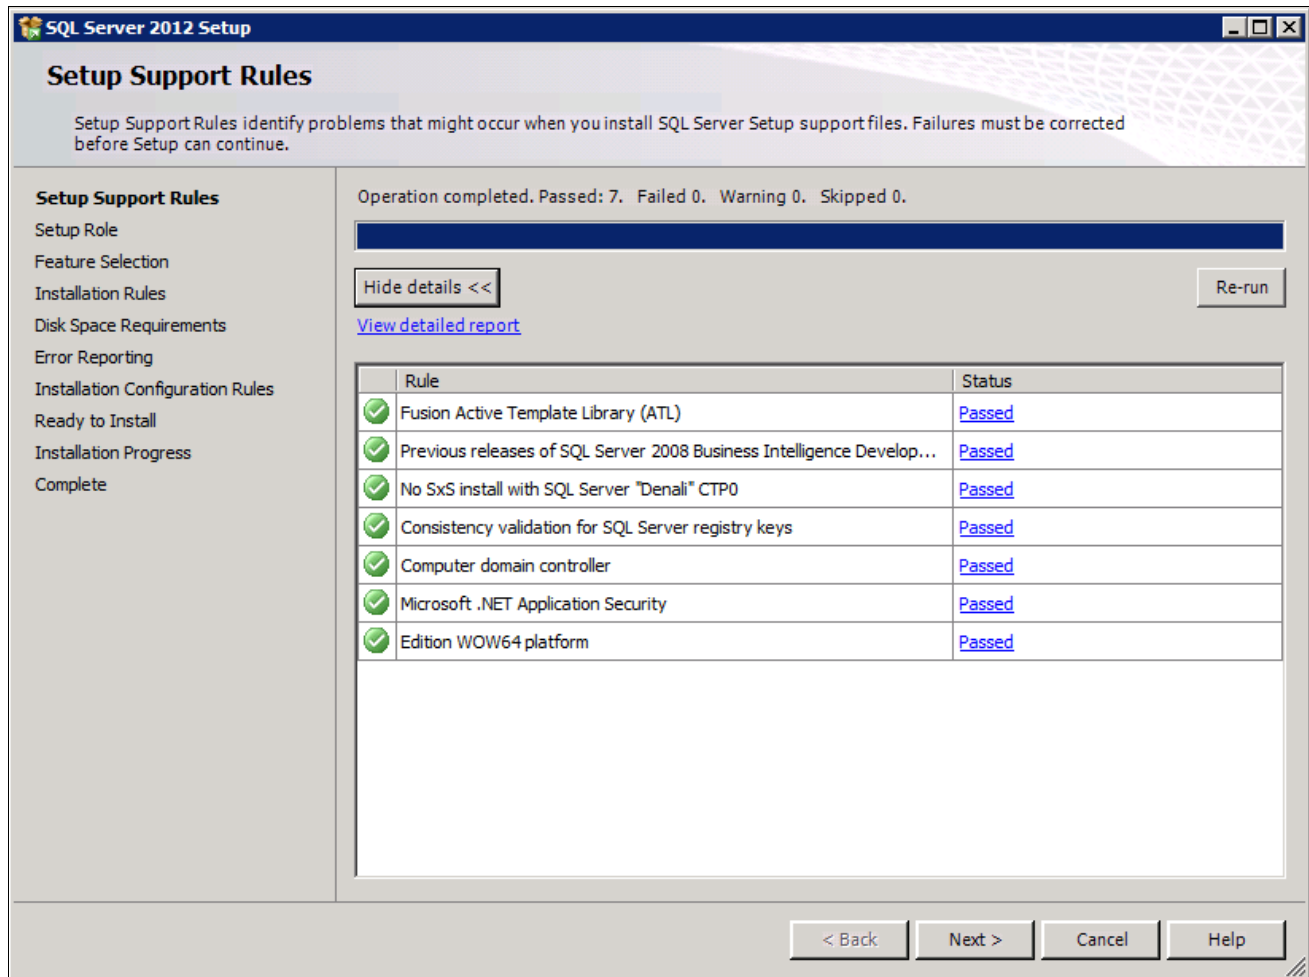 SQL Server 2012 Setup
Setup Support Rules
Setup Support Rules identify problems that might occur when you install SQL Server Setup support files. Failures must be corrected
before Setup can continue.
Setup Support Rules
Setup Role
Feature Selection
Installation Rules
Disk Space Requirements
Error Reporting
Installation Configuration Rules
Ready to Install
Installation Progress
Complete
Operation completed. Passed: 7. Failed 0. Warning 0. Skipped 0.
Hide details <<
Re-run
View detailed report
Rule Status
Fusion Active Template Library (ATL) Passed
Previous releases of SQL Server 2008 Business Intelligence Develop... Passed
No SxS install with SQL Server "Denali" CTP0 Passed
Consistency validation for SQL Server registry keys Passed
Computer domain controller Passed
Microsoft .NET Application Security Passed
Edition WOW64 platform Passed
< Back Next > Cancel Help